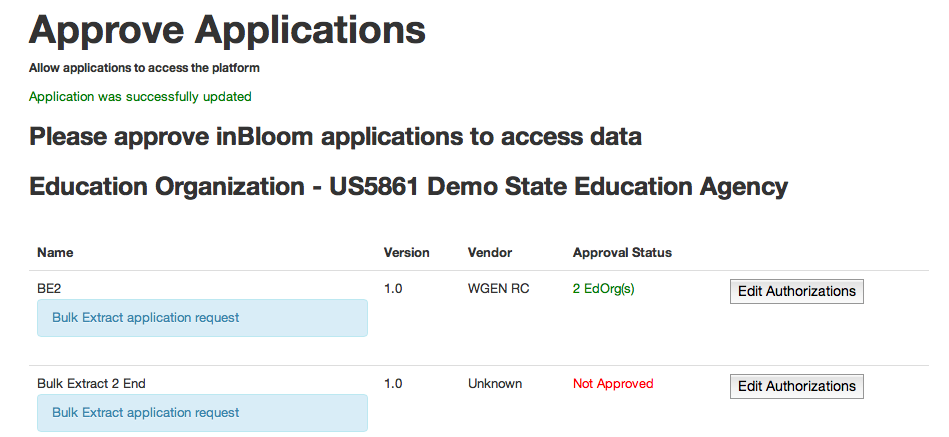 Approve Applications
Allow applications to access the platform
Application was successfully updated
Please approve inBloom applications to access data
Education Organization - US5861 Demo State Education Agency
Name Version Vendor Approval Status
BE2 1.0 WGEN RC 2 EdOrg(s) Edit Authorizations
Bulk Extract application request
Bulk Extract 2 End 1.0 Unknown Not Approved Edit Authorizations
Bulk Extract application request